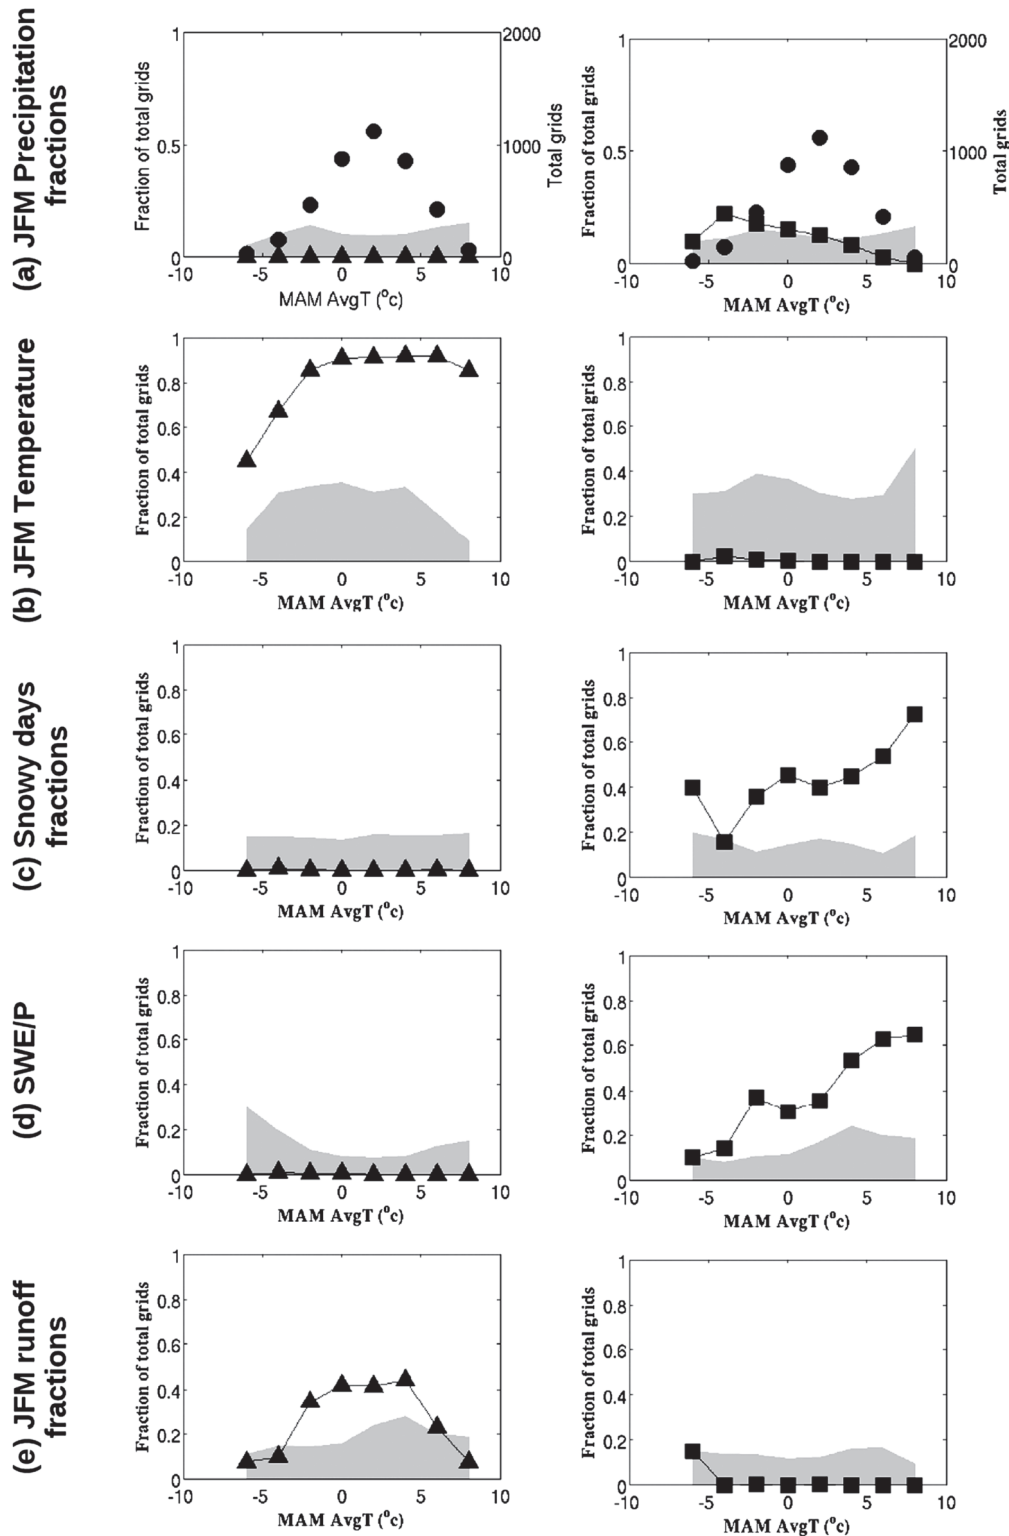 (a) JFM Precipitation
fractions
Fraction of total grids
1
0.5
0
2000
1000
0
Total grids
-10 -5 0 5 10
MAM AvgT (°c)
Fraction of total grids
1
0.5
0
2000
1000
0
Total grids
-10 -5 0 5 10
MAM AvgT (°c)
(b) JFM Temperature
Fraction of total grids
1
0.8
0.6
0.4
0.2
0
-10 -5 0 5 10
MAM AvgT (°c)
Fraction of total grids
1
0.8
0.6
0.4
0.2
0
-10 -5 0 5 10
MAM AvgT (°c)
(c) Snowy days
fractions
Fraction of total grids
1
0.8
0.6
0.4
0.2
0
-10 -5 0 5 10
MAM AvgT (°c)
Fraction of total grids
1
0.8
0.6
0.4
0.2
0
-10 -5 0 5 10
MAM AvgT (°c)
(d) SWE/P
Fraction of total grids
1
0.8
0.6
0.4
0.2
0
-10 -5 0 5 10
MAM AvgT (°c)
Fraction of total grids
1
0.8
0.6
0.4
0.2
0
-10 -5 0 5 10
MAM AvgT (°c)
(e) JFM runoff
fractions
Fraction of total grids
1
0.8
0.6
0.4
0.2
0
-10 -5 0 5 10
MAM AvgT (°c)
Fraction of total grids
1
0.8
0.6
0.4
0.2
0
-10 -5 0 5 10
MAM AvgT (°c)